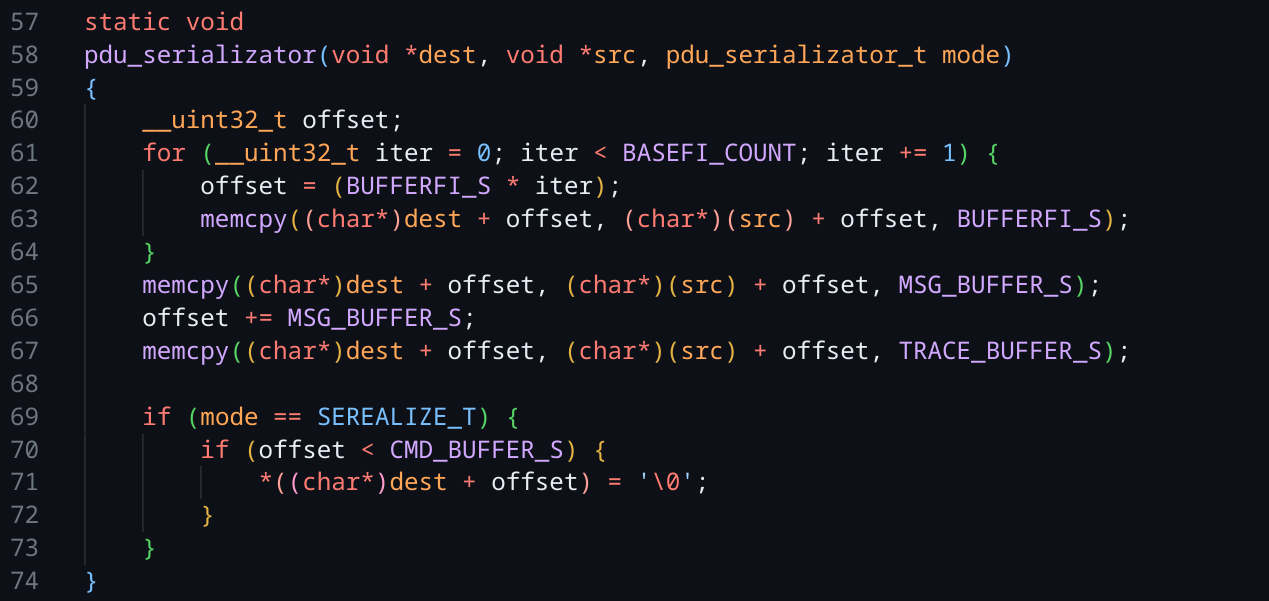 57 static void
58 pdu_serializator(void *dest, void *src, pdu_serializator_t mode)
59 {
60     __uint32_t offset;
61     for (__uint32_t iter = 0; iter < BASEFI_COUNT; iter += 1) {
62         offset = (BUFFERFI_S * iter);
63         memcpy((char*)dest + offset, (char*)(src) + offset, BUFFERFI_S);
64     }
65     memcpy((char*)dest + offset, (char*)(src) + offset, MSG_BUFFER_S);
66     offset += MSG_BUFFER_S;
67     memcpy((char*)dest + offset, (char*)(src) + offset, TRACE_BUFFER_S);
68
69     if (mode == SEREALIZE_T) {
70         if (offset < CMD_BUFFER_S) {
71             *((char*)dest + offset) = '\0';
72         }
73     }
74 }